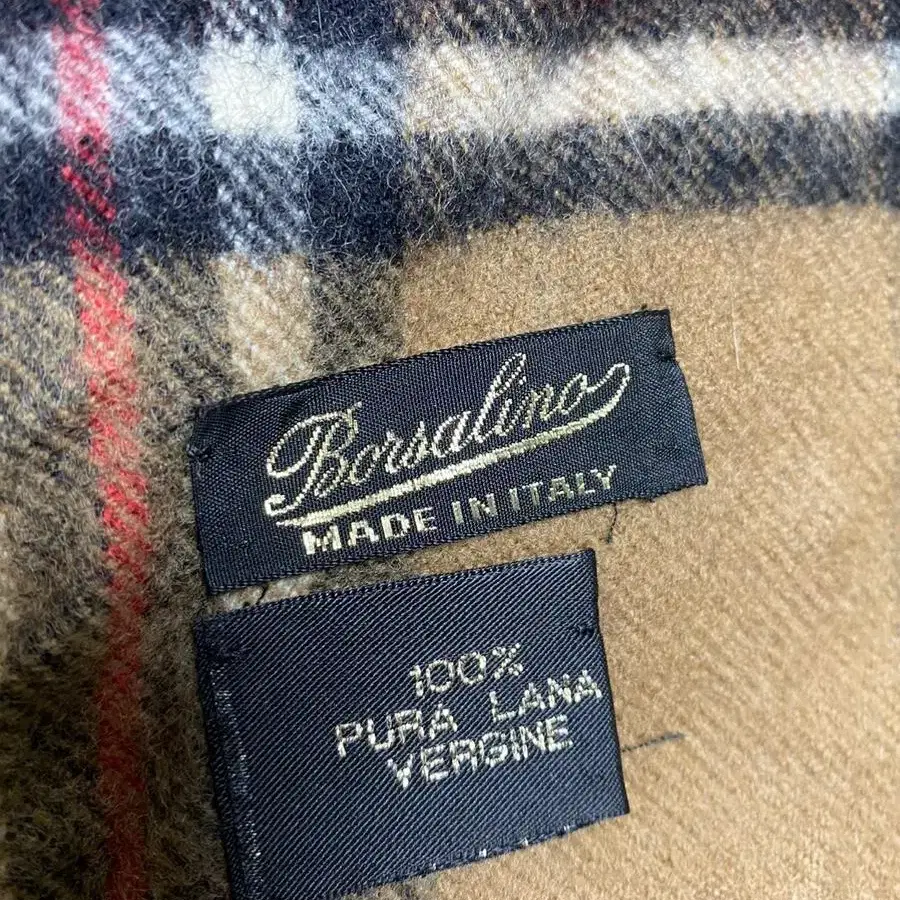 Borsalino
MADE IN ITALY
100%
PURA LANA
VERGINE